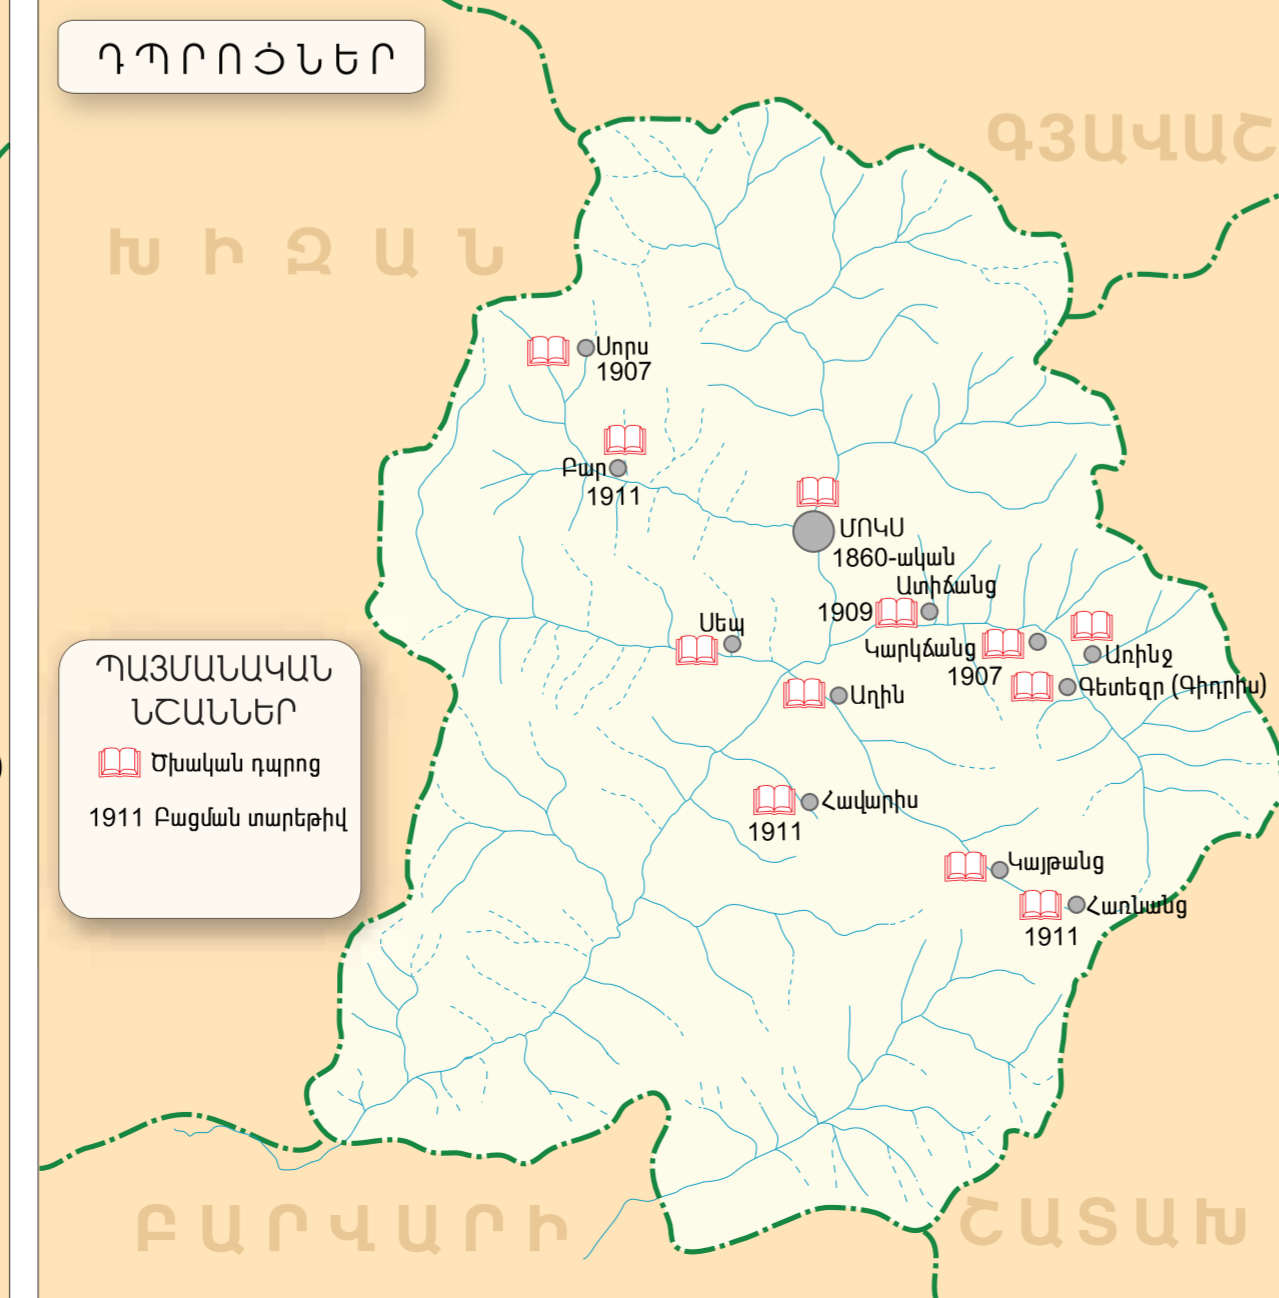 ԴՊՐՈՑՆԵՐ
ԳՅԱՎԱՇ
ԽԻԶԱՆ
Սորս
1907
Բար
1911
ՄՈԿՍ
1860-ական
Ատիճանց
1909
Սեպ
Կարկճանց
1907
Առինջ
Գետեզր (Գիդրիս)
Աղին
ՊԱՅՄԱՆԱԿԱՆ
ՆՇԱՆՆԵՐ
Ծխական դպրոց
1911 Բացման տարեթիվ
Հավարիս
1911
Կայթանց
Հառնանց
1911
ԲԱՐՎԱՐԻ
ՇԱՏԱԽ